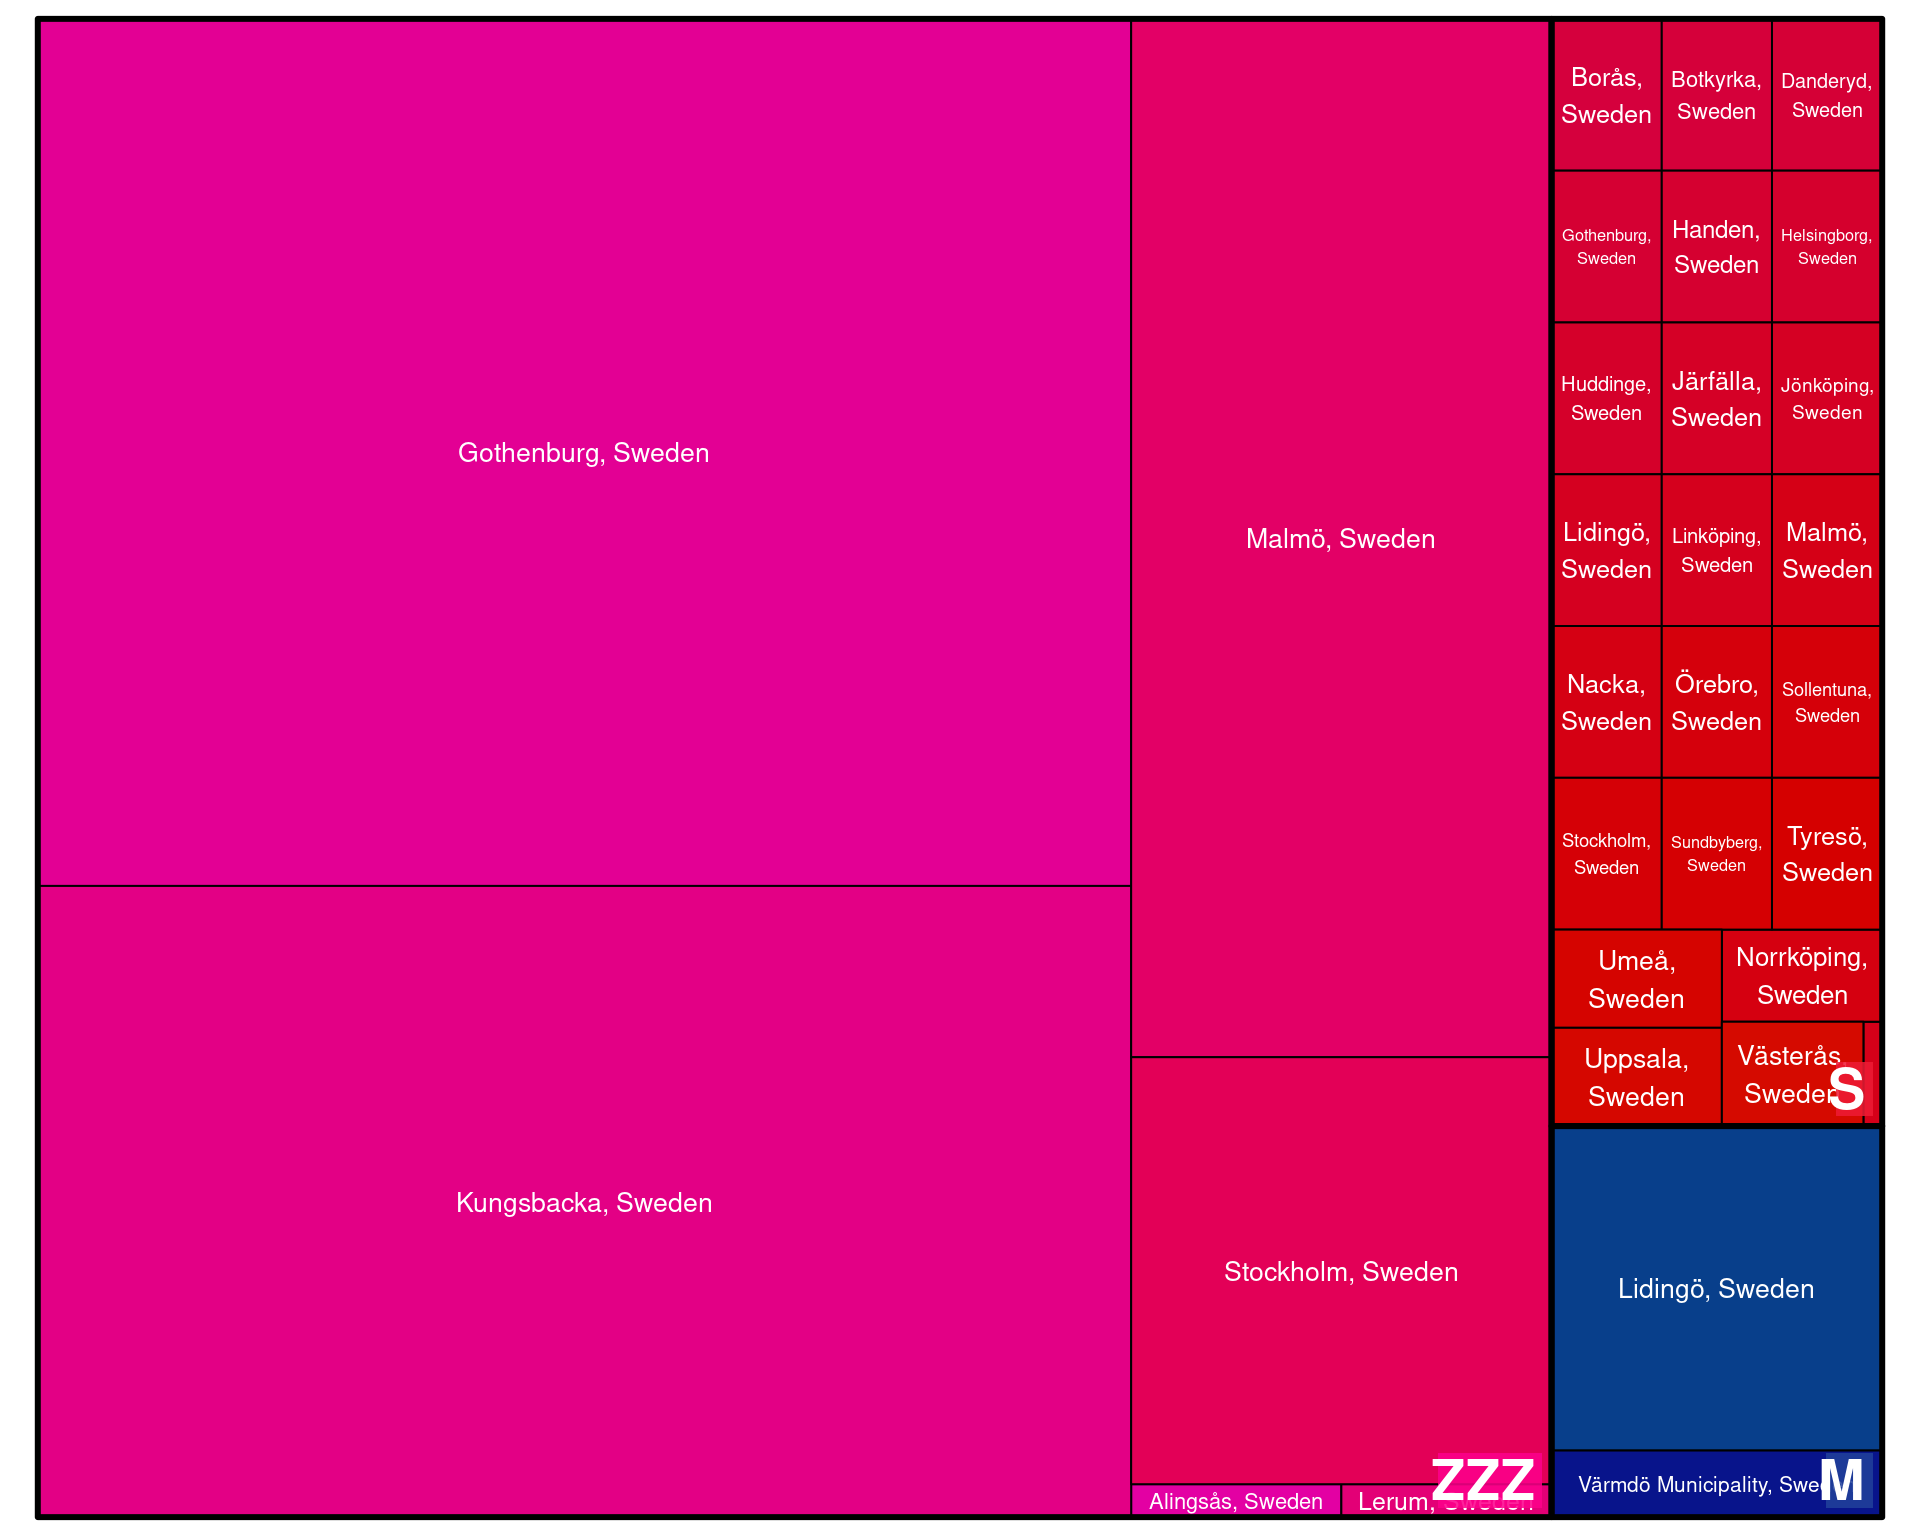 Gothenburg, Sweden
Kungsbacka, Sweden
Malmö, Sweden
Stockholm, Sweden
Alingsås, Sweden
Lerum, Sweden
ZZZ
Borås,
Sweden
Botkyrka,
Sweden
Danderyd,
Sweden
Gothenburg,
Sweden
Handen,
Sweden
Helsingborg,
Sweden
Huddinge,
Sweden
Järfälla,
Sweden
Jönköping,
Sweden
Lidingö,
Sweden
Linköping,
Sweden
Malmö,
Sweden
Nacka,
Sweden
Örebro,
Sweden
Sollentuna,
Sweden
Stockholm,
Sweden
Sundbyberg,
Sweden
Tyresö,
Sweden
Umeå,
Sweden
Norrköping,
Sweden
Uppsala,
Sweden
Västerås,
Sweden
S
Lidingö, Sweden
Värmdö Municipality, Sweden
M